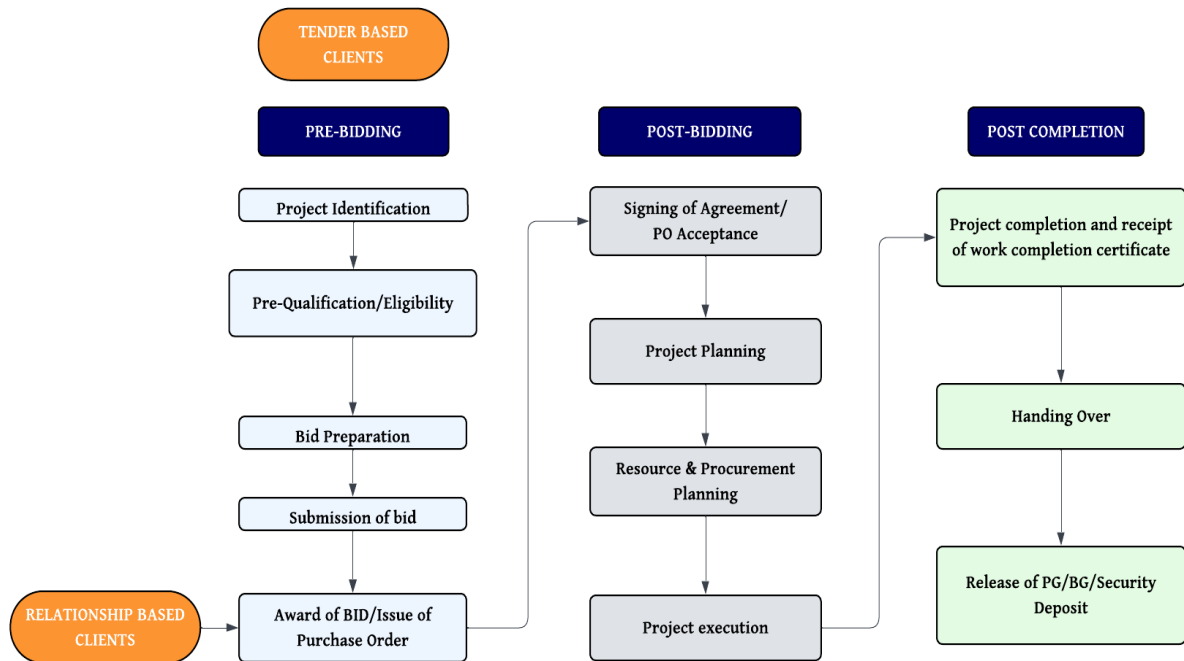 TENDER BASED
CLIENTS
PRE-BIDDING
Project Identification
Pre-Qualification/Eligibility
Bid Preparation
Submission of bid
RELATIONSHIP BASED
CLIENTS
Award of BID/Issue of
Purchase Order
POST-BIDDING
Signing of Agreement/
PO Acceptance
Project Planning
Resource & Procurement
Planning
Project execution
POST COMPLETION
Project completion and receipt
of work completion certificate
Handing Over
Release of PG/BG/Security
Deposit